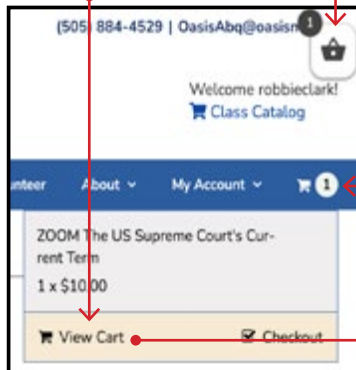 (505) 884-4529 | OasisAbq@oasisn
1
Welcome robbieclark!
Class Catalog
unteer About My Account 1
ZOOM The US Supreme Court's Cur-
rent Term
1 x $10.00
View Cart Checkout